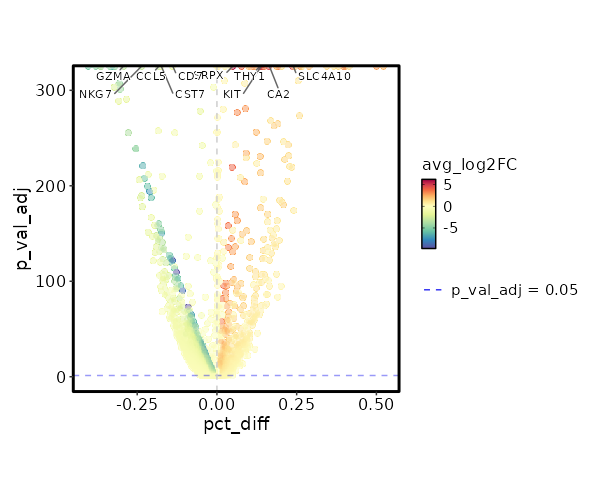 GZMA CCL5 CD7 SRPX THY1 SLC4A10
NKG7 CST7 KIT CA2
300
200
100
0
p_val_adj
-0.25 0.00 0.25 0.50
pct_diff
avg_log2FC
5
0
-5
p_val_adj = 0.05